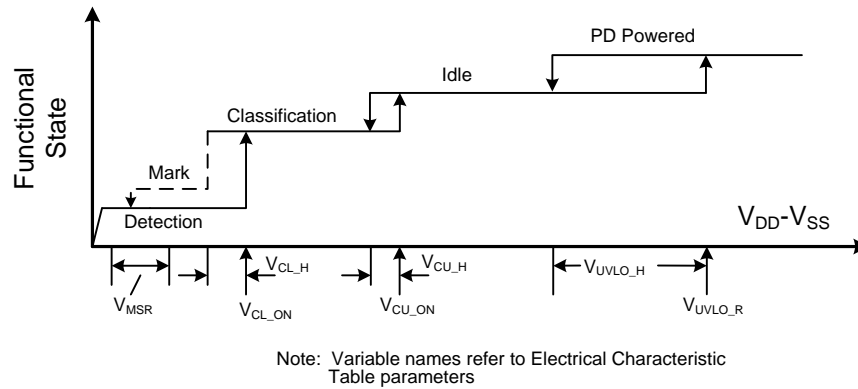 Functional
State
PD Powered
Idle
Classification
Mark
Detection
VDD-VSS
VCL_H
VCU_H
VUVLO_H
VMSR
VCL_ON
VCU_ON
VUVLO_R
Note: Variable names refer to Electrical Characteristic
Table parameters